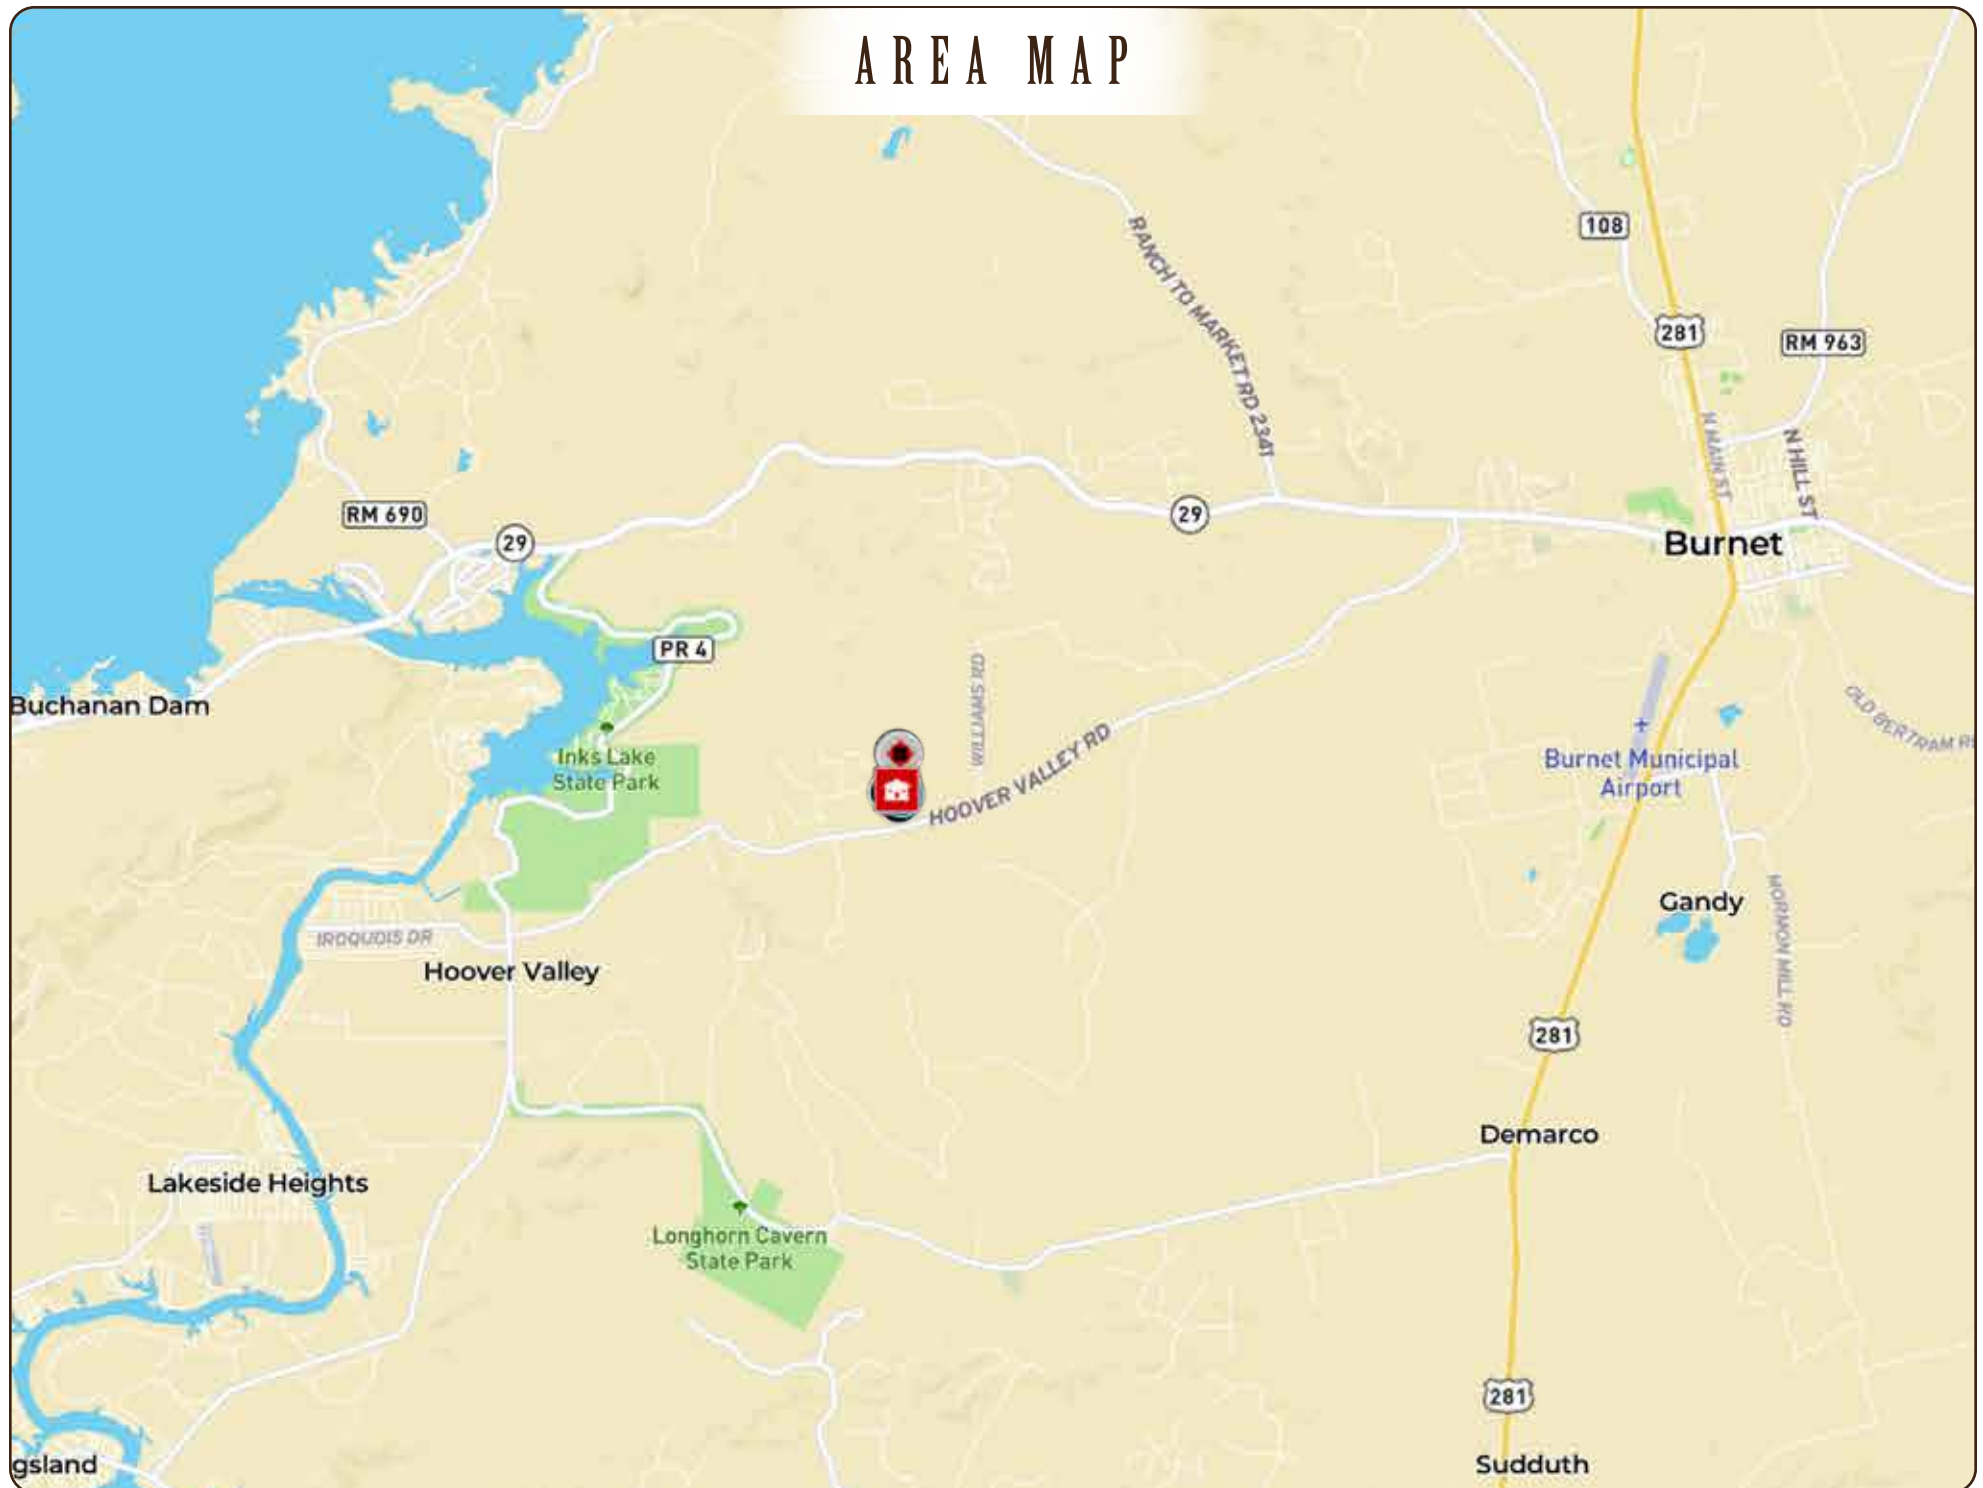 AREA MAP
108
RANCH TO MARKET RD 2341
281
RM 963
N MAIN ST
N HILL ST
RM 690
29
29
Burnet
PR 4
WILLIAMS RD
Buchanan Dam
OLD BERTRAM R
Inks Lake
State Park
HOOVER VALLEY RD
Burnet Municipal
Airport
Gandy
MORMON MILL RD
IROQUOIS DR
Hoover Valley
281
Demarco
Lakeside Heights
Longhorn Cavern
State Park
281
gsland
Sudduth